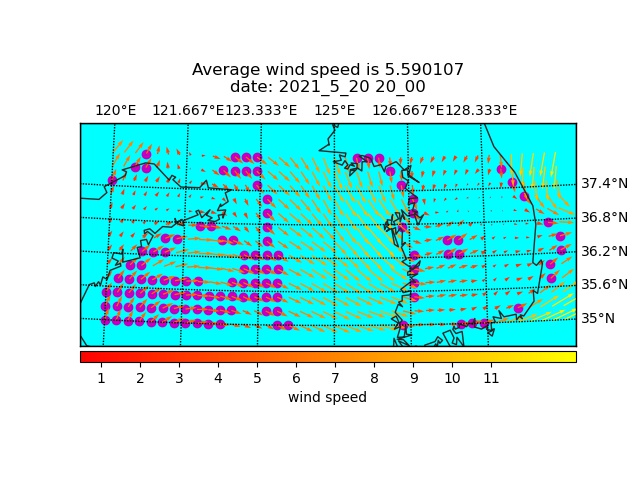 Average wind speed is 5.590107
date: 2021_5_20 20_00
120°E 121.667°E 123.333°E 125°E 126.667°E 128.333°E
37.4°N
36.8°N
36.2°N
35.6°N
35°N
1 2 3 4 5 6 7 8 9 10 11
wind speed